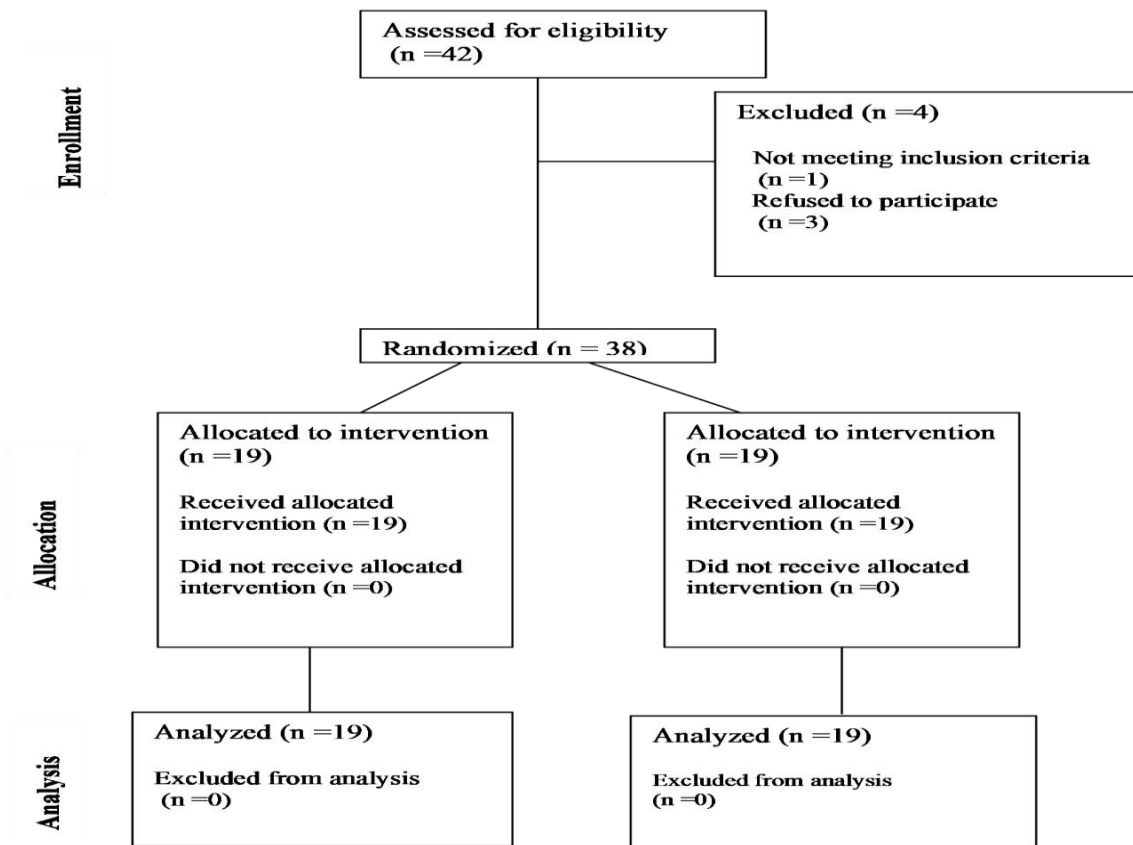 Enrollment
Assessed for eligibility
(n =42)
Excluded (n =4)
Not meeting inclusion criteria
(n =1)
Refused to participate
(n =3)
Randomized (n = 38)
Allocation
Allocated to intervention
(n =19)
Received allocated
intervention (n =19)
Did not receive allocated
intervention (n =0)
Allocated to intervention
(n =19)
Received allocated
intervention (n =19)
Did not receive allocated
intervention (n =0)
Analysis
Analyzed (n =19)
Excluded from analysis
(n =0)
Analyzed (n =19)
Excluded from analysis
(n =0)